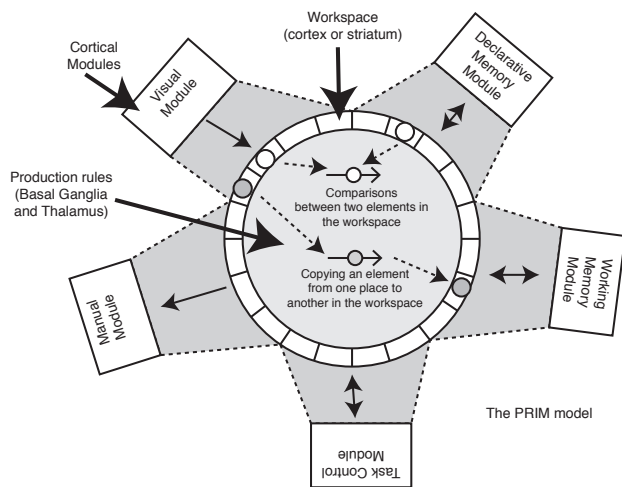 Workspace
(cortex or striatum)
Cortical
Modules
Visual
Module
Declarative
Memory
Module
Production rules
(Basal Ganglia
and Thalamus)
Comparisons
between two elements in
the workspace
Copying an element
from one place to
another in the workspace
Working
Memory
Module
Manual
Module
Task Control
Module
The PRIM model